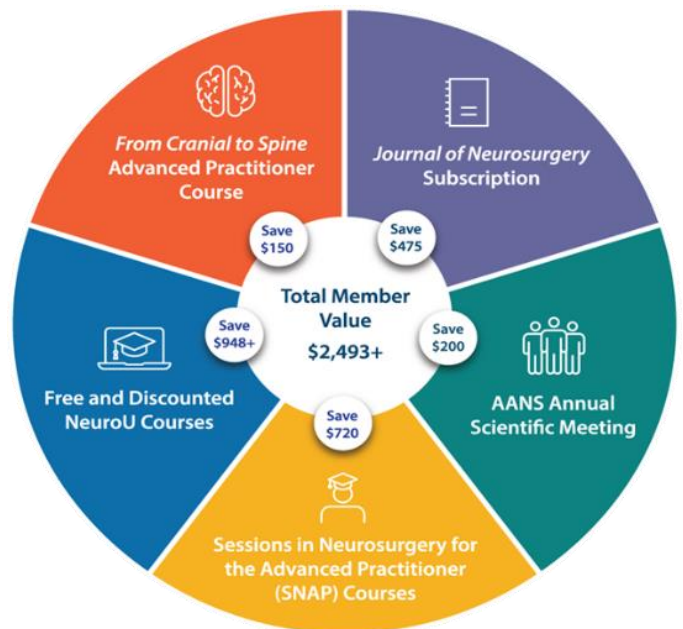 From Cranial to Spine
Advanced Practitioner
Course
Save
$150
Journal of Neurosurgery
Subscription
Save
$475
Total Member
Value
$2,493+
Free and Discounted
NeuroU Courses
Save
$948+
AANS Annual
Scientific Meeting
Save
$200
Save
$720
Sessions in Neurosurgery for
the Advanced Practitioner
(SNAP) Courses